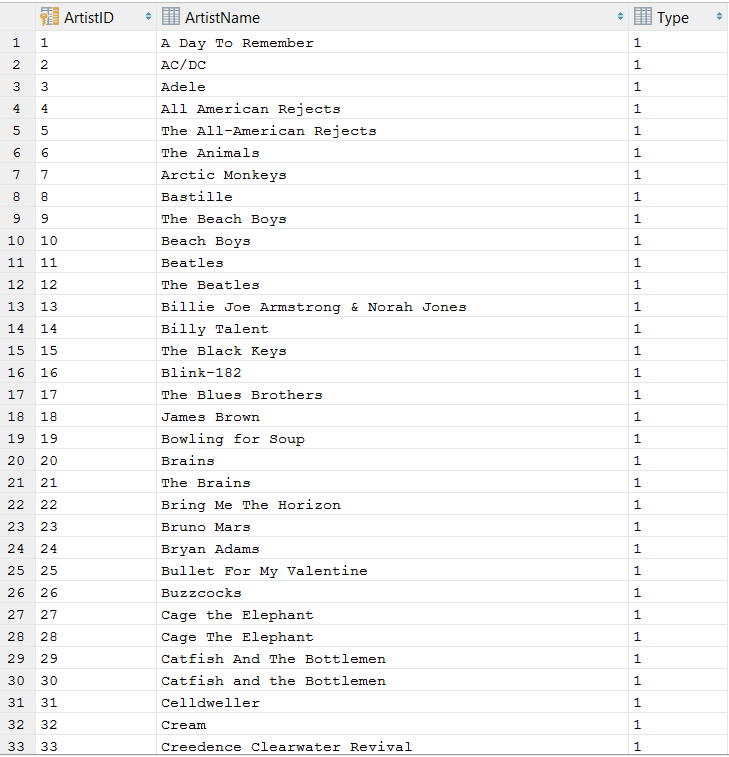 ArtistID ArtistName Type
1 1 A Day To Remember 1
2 2 AC/DC 1
3 3 Adele 1
4 4 All American Rejects 1
5 5 The All-American Rejects 1
6 6 The Animals 1
7 7 Arctic Monkeys 1
8 8 Bastille 1
9 9 The Beach Boys 1
10 10 Beach Boys 1
11 11 Beatles 1
12 12 The Beatles 1
13 13 Billie Joe Armstrong & Norah Jones 1
14 14 Billy Talent 1
15 15 The Black Keys 1
16 16 Blink-182 1
17 17 The Blues Brothers 1
18 18 James Brown 1
19 19 Bowling for Soup 1
20 20 Brains 1
21 21 The Brains 1
22 22 Bring Me The Horizon 1
23 23 Bruno Mars 1
24 24 Bryan Adams 1
25 25 Bullet For My Valentine 1
26 26 Buzzcocks 1
27 27 Cage the Elephant 1
28 28 Cage The Elephant 1
29 29 Catfish And The Bottlemen 1
30 30 Catfish and the Bottlemen 1
31 31 Celldweller 1
32 32 Cream 1
33 33 Creedence Clearwater Revival 1